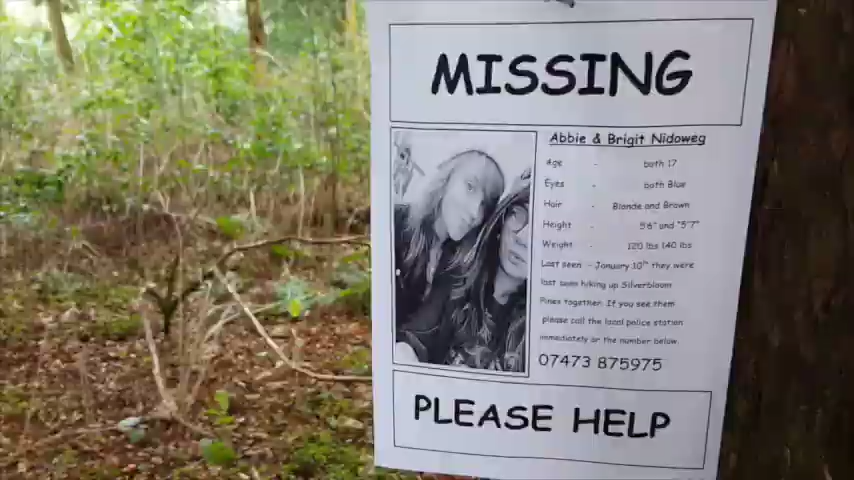 MISSING
Abbie & Brigit Nidoweg
Age - both 17
Eyes - both Blue
Hair - Blonde and Brown
Height - 5'6" and "5'7"
Weight - 120 lbs 140 lbs
Last seen - January 10th they were
last seen hiking up Silverbloom
Pines together. If you see them
please call the local police station
immediately or the number below.
07473 875975
PLEASE HELP